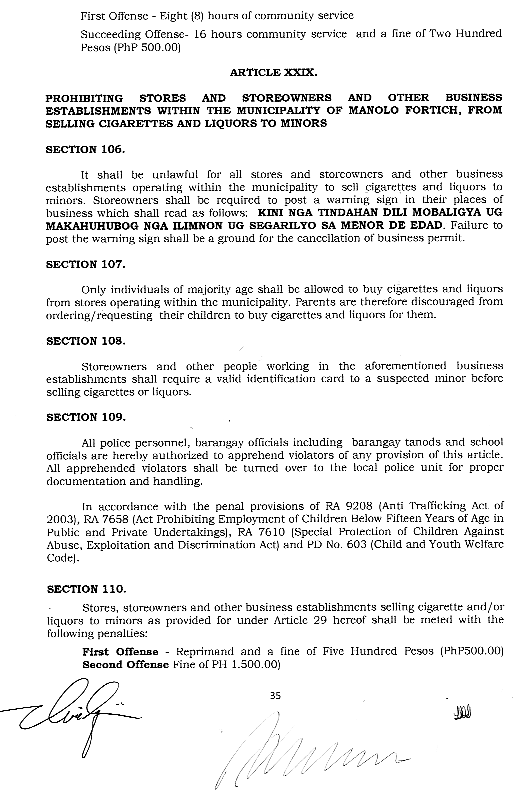 First Offense - Eight (8) hours of community service
Succeeding Offense- 16 hours community service and a fine of Two Hundred
Pesos (PhP 500.00)
ARTICLE XXIX.
PROHIBITING STORES AND STOREOWNERS AND OTHER BUSINESS
ESTABLISHMENTS WITHIN THE MUNICIPALITY OF MANOLO FORTICH, FROM
SELLING CIGARETTES AND LIQUORS TO MINORS
SECTION 106.
It shall be unlawful for all stores and storeowners and other business
establishments operating within the municipality to sell cigarettes and liquors to
minors. Storeowners shall be required to post a warning sign in their places of
business which shall read as follows: KINI NGA TINDAHAN DILI MOBALIGYA UG
MAKAHUHUBOG NGA ILIMNON UG SEGARILYO SA MENOR DE EDAD. Failure to
post the warning sign shall be a ground for the cancellation of business permit.
SECTION 107.
Only individuals of majority age shall be allowed to buy cigarettes and liquors
from stores operating within the municipality. Parents are therefore discouraged from
ordering/requesting their children to buy cigarettes and liquors for them.
SECTION 108.
Storeowners and other people working in the aforementioned business
establishments shall require a valid identification card to a suspected minor before
selling cigarettes or liquors.
SECTION 109.
All police personnel, barangay officials including barangay tanods and school
officials are hereby authorized to apprehend violators of any provision of this article.
All apprehended violators shall be turned over to the local police unit for proper
documentation and handling.
In accordance with the penal provisions of RA 9208 (Anti Trafficking Act of
2003), RA 7658 (Act Prohibiting Employment of Children Below Fifteen Years of Age in
Public and Private Undertakings), RA 7610 (Special Protection of Children Against
Abuse, Exploitation and Discrimination Act) and PD No. 603 (Child and Youth Welfare
Code).
SECTION 110.
Stores, storeowners and other business establishments selling cigarette and/or
liquors to minors as provided for under Article 29 hereof shall be meted with the
following penalties:
First Offense - Reprimand and a fine of Five Hundred Pesos (PhP500.00)
Second Offense Fine of PH 1.500.00)
35